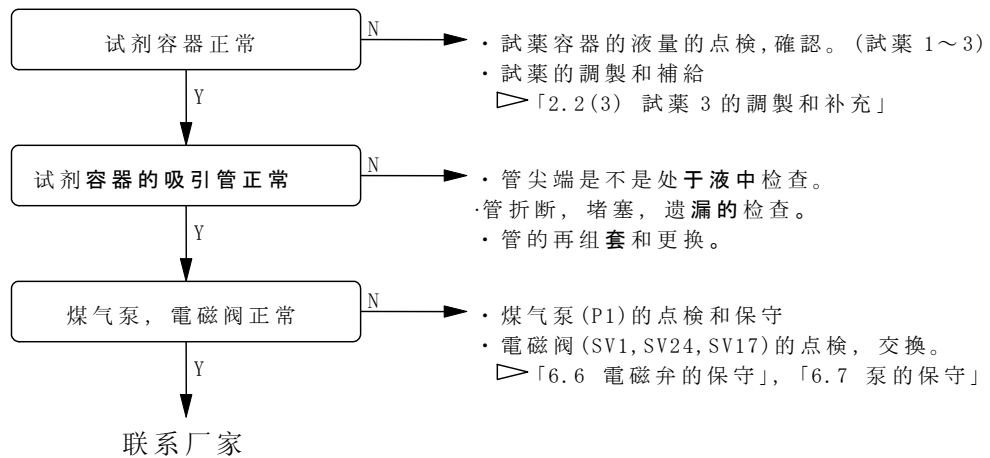 试剂容器正常
N
・試薬容器的液量的点検,確認。(試薬 1～3)
・試薬的調製和補給
「2.2(3) 試薬 3 的調製和补充」
Y
试剂容器的吸引管正常
N
・管尖端是不是处于液中检查。
·管折断, 堵塞, 遗漏的检查。
・管的再组套和更换。
Y
煤气泵, 電磁阀正常
N
・煤气泵(P1)的点検和保守
・電磁阀(SV1,SV24,SV17)的点検, 交換。
「6.6 電磁弁的保守」, 「6.7 泵的保守」
Y
联系厂家